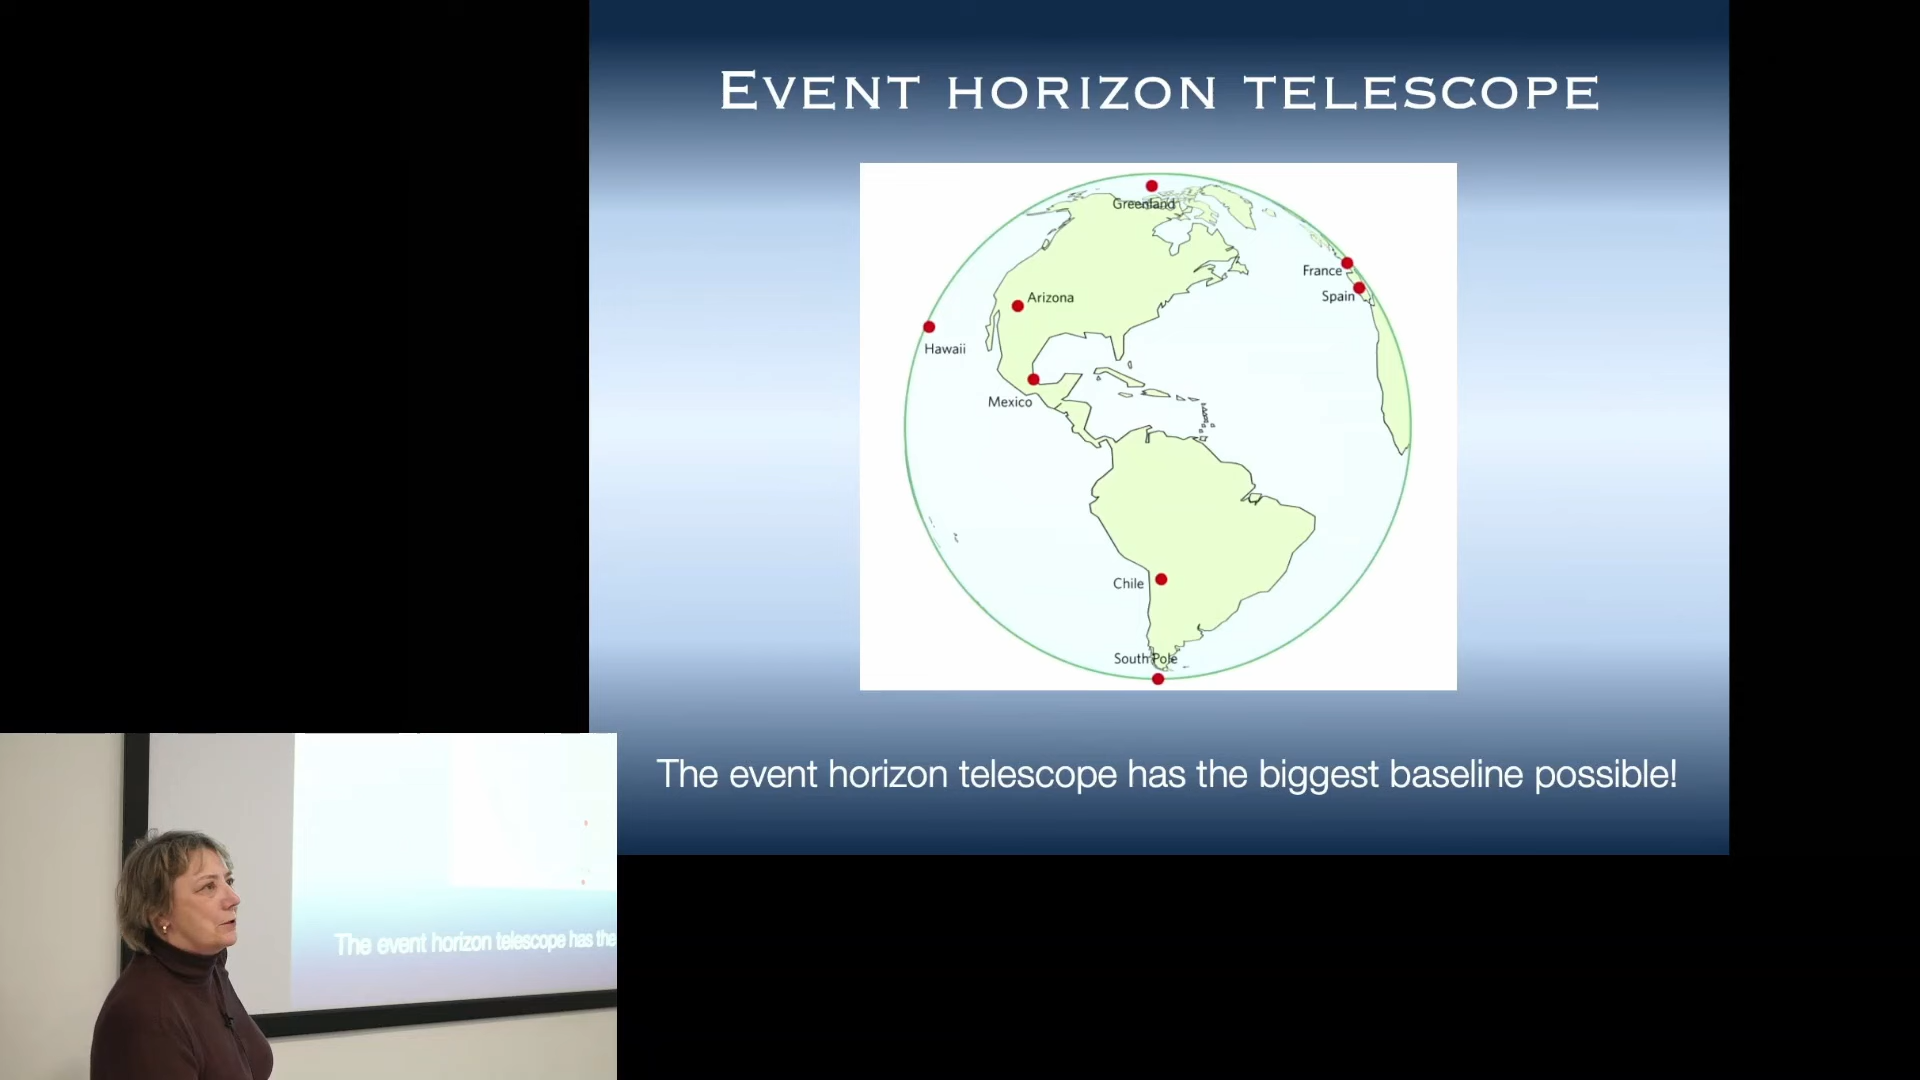 EVENT HORIZON TELESCOPE
Greenland
France
Arizona
Spain
Hawaii
Mexico
Chile
South Pole
The event horizon telescope has the biggest baseline possible!
The event horizon telescope has the